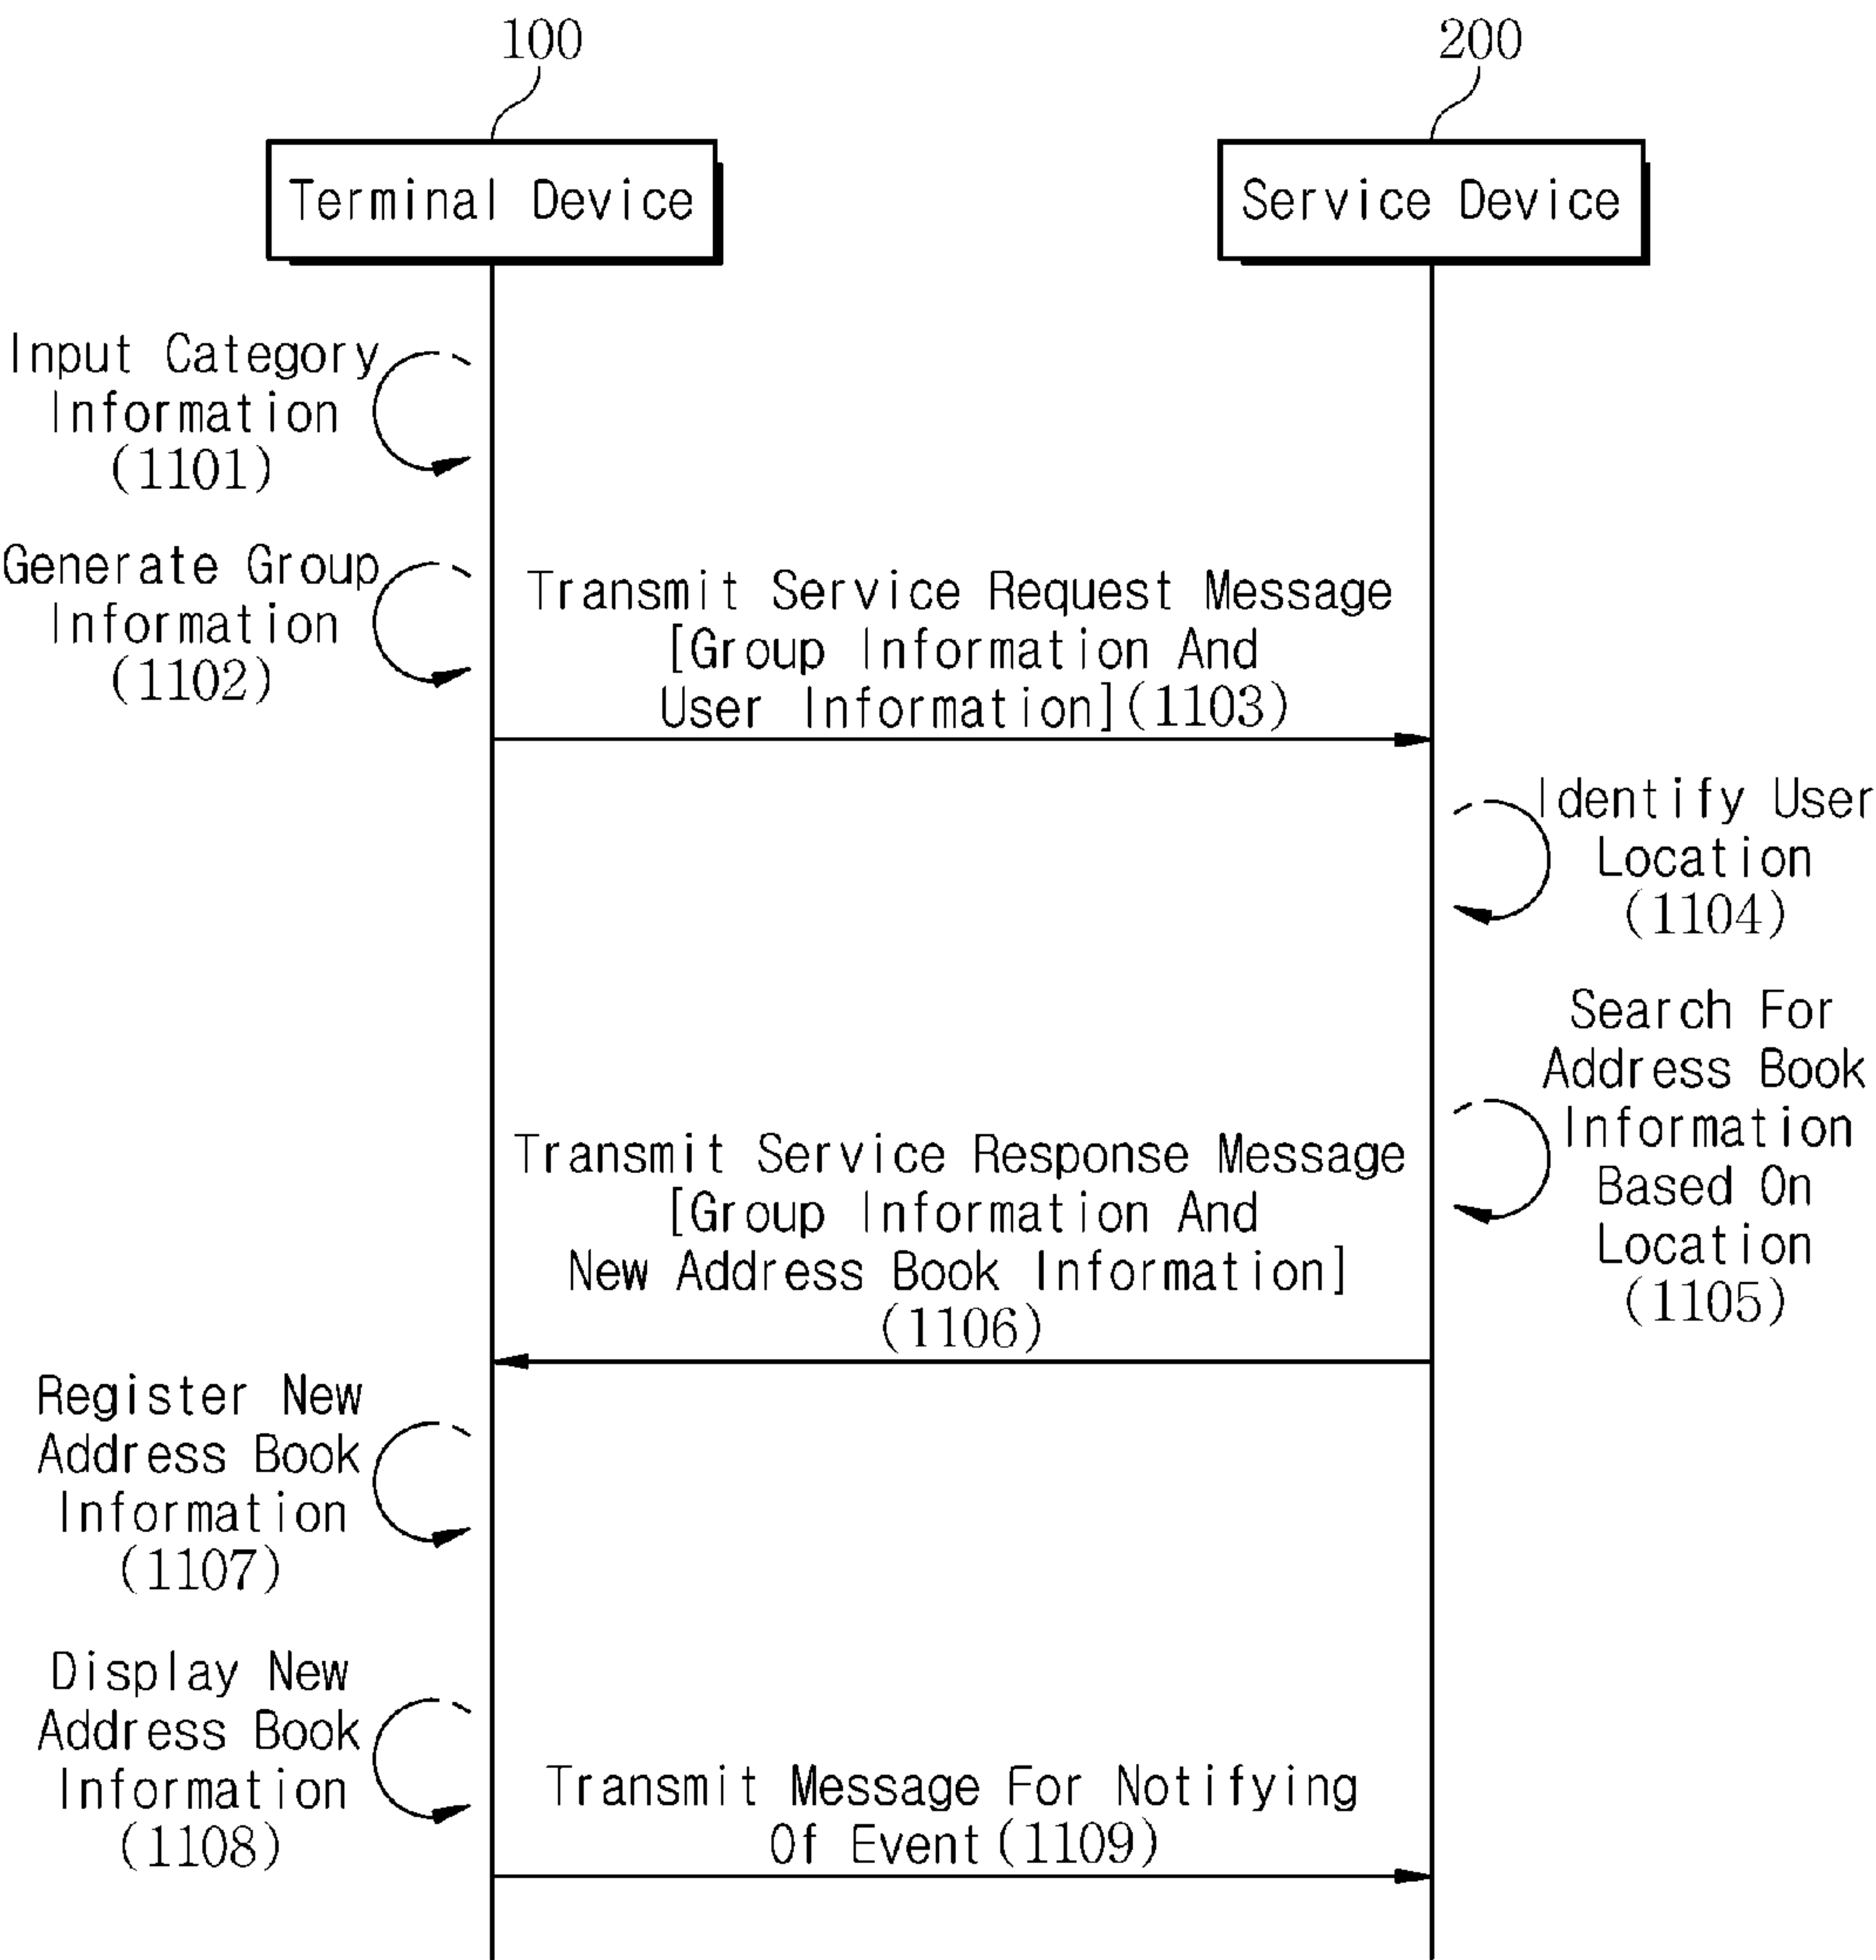 100
200
Terminal Device
Service Device
Input Category
Information
(1101)
Generate Group
Information
(1102)
Transmit Service Request Message
[Group Information And
User Information](1103)
Identify User
Location
(1104)
Search For
Address Book
Information
Based On
Location
(1105)
Transmit Service Response Message
[Group Information And
New Address Book Information]
(1106)
Register New
Address Book
Information
(1107)
Display New
Address Book
Information
(1108)
Transmit Message For Notifying
Of Event(1109)